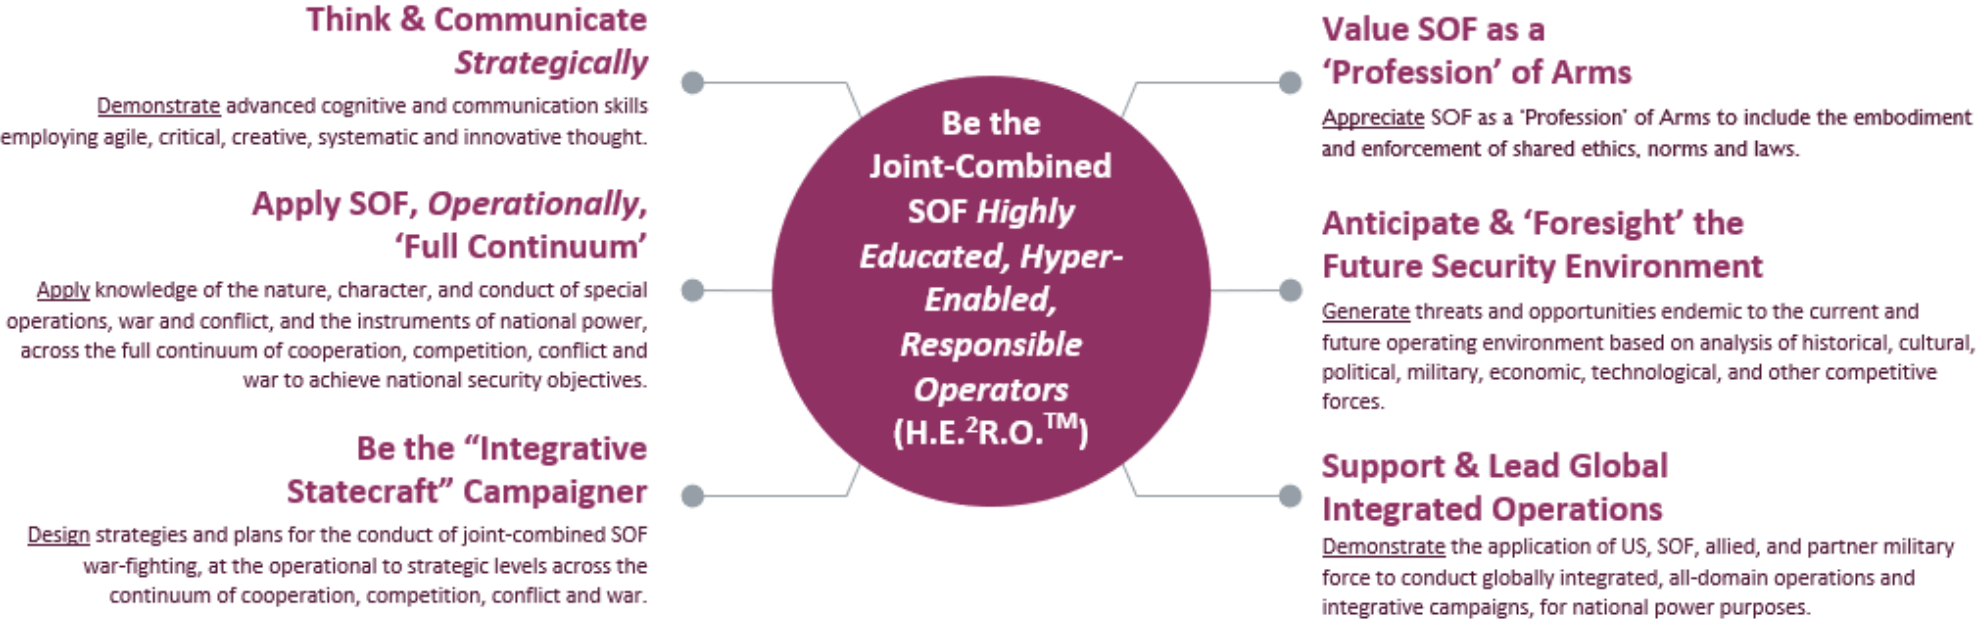 Think & Communicate
Strategically
Demonstrate advanced cognitive and communication skills
employing agile, critical, creative, systematic and innovative thought.
Apply SOF, Operationally,
‘Full Continuum’
Apply knowledge of the nature, character, and conduct of special
operations, war and conflict, and the instruments of national power,
across the full continuum of cooperation, competition, conflict and
war to achieve national security objectives.
Be the “Integrative
Statecraft” Campaigner
Design strategies and plans for the conduct of joint-combined SOF
war-fighting, at the operational to strategic levels across the
continuum of cooperation, competition, conflict and war.
Be the
Joint-Combined
SOF Highly
Educated, Hyper-
Enabled,
Responsible
Operators
(H.E.²R.O.™)
Value SOF as a
‘Profession’ of Arms
Appreciate SOF as a ‘Profession’ of Arms to include the embodiment
and enforcement of shared ethics, norms and laws.
Anticipate & ‘Foresight’ the
Future Security Environment
Generate threats and opportunities endemic to the current and
future operating environment based on analysis of historical, cultural,
political, military, economic, technological, and other competitive
forces.
Support & Lead Global
Integrated Operations
Demonstrate the application of US, SOF, allied, and partner military
force to conduct globally integrated, all-domain operations and
integrative campaigns, for national power purposes.